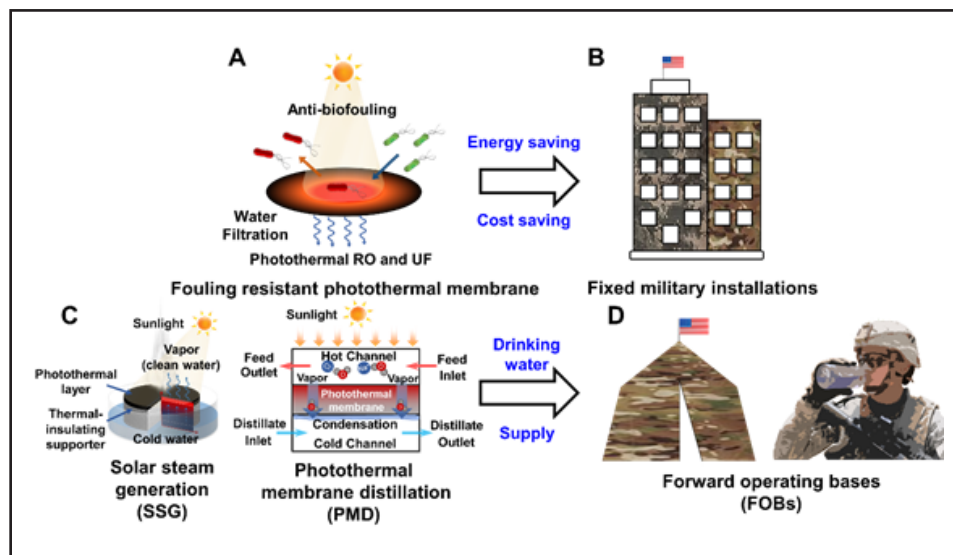 A
B
Anti-biofouling
Energy saving
Cost saving
Water
Filtration
Photothermal RO and UF
Fouling resistant photothermal membrane
Fixed military installations
C
Sunlight
Vapor
(clean water)
Photothermal
layer
Thermal-
insulating
supporter
Cold water
Solar steam
generation
(SSG)
Sunlight
Feed
Outlet
Hot Channel
Feed
Inlet
Vapor
Vapor
Photothermal
membrane
Distillate
Inlet
Condensation
Cold Channel
Distillate
Outlet
Photothermal
membrane distillation
(PMD)
Drinking
water
Supply
D
Forward operating bases
(FOBs)